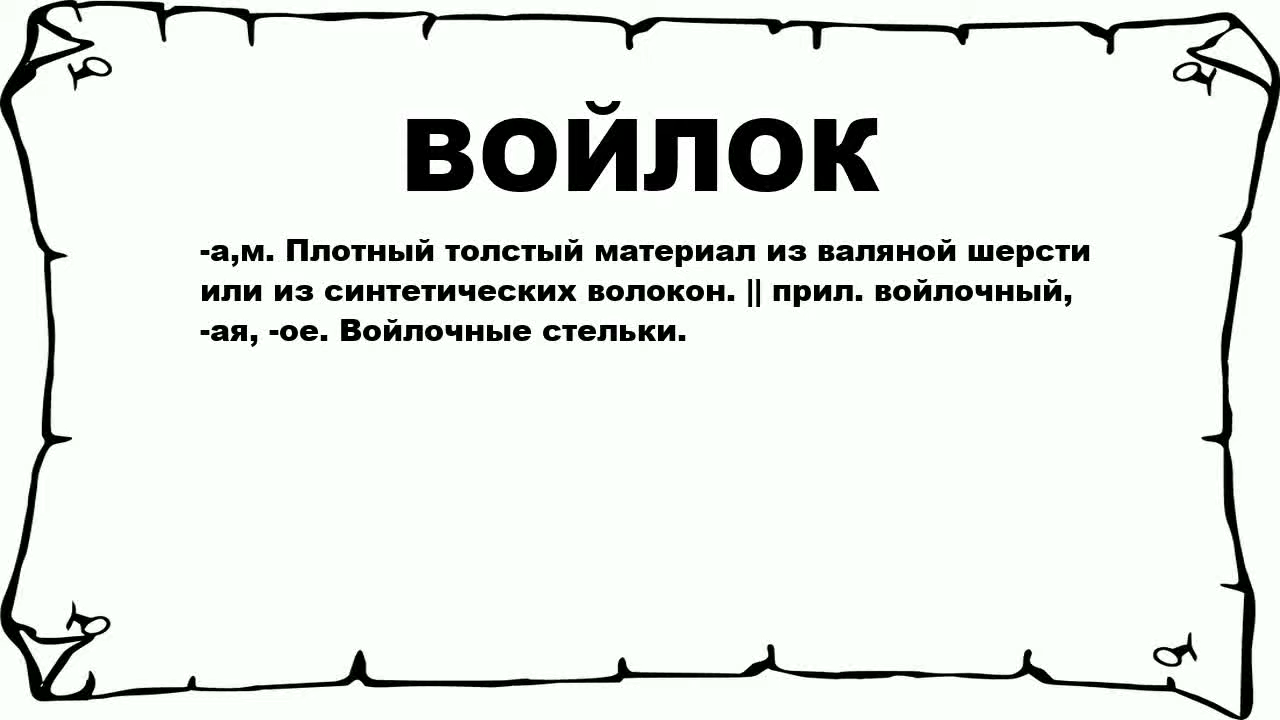 ВОЙЛОК
-а,м. Плотный толстый материал из валяной шерсти
или из синтетических волокон. || прил. войлочный,
-ая, -ое. Войлочные стельки.